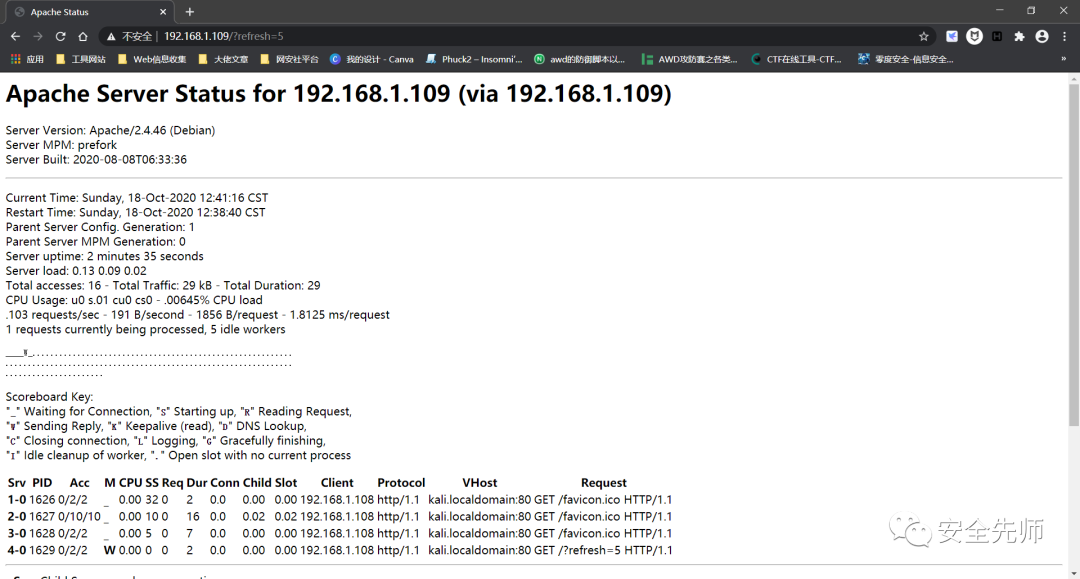 Apache Status
不安全 | 192.168.1.109/?refresh=5
应用 工具网站 Web信息收集 大佬文章 网安社平台 我的设计 - Canva Phuck2 – Insomni'... awd的防御脚本以... AWD攻防赛之各类... CTF在线工具-CTF... 零度安全-信息安全...
Apache Server Status for 192.168.1.109 (via 192.168.1.109)
Server Version: Apache/2.4.46 (Debian)
Server MPM: prefork
Server Built: 2020-08-08T06:33:36
Current Time: Sunday, 18-Oct-2020 12:41:16 CST
Restart Time: Sunday, 18-Oct-2020 12:38:40 CST
Parent Server Config. Generation: 1
Parent Server MPM Generation: 0
Server uptime: 2 minutes 35 seconds
Server load: 0.13 0.09 0.02
Total accesses: 16 - Total Traffic: 29 kB - Total Duration: 29
CPU Usage: u0 s.01 cu0 cs0 - .00645% CPU load
.103 requests/sec - 191 B/second - 1856 B/request - 1.8125 ms/request
1 requests currently being processed, 5 idle workers
____W_..........................................................
................................................................
......................
Scoreboard Key:
"_" Waiting for Connection, "S" Starting up, "R" Reading Request,
"W" Sending Reply, "K" Keepalive (read), "D" DNS Lookup,
"C" Closing connection, "L" Logging, "G" Gracefully finishing,
"I" Idle cleanup of worker, "." Open slot with no current process
Srv PID Acc M CPU SS Req Dur Conn Child Slot Client Protocol VHost Request
1-0 1626 0/2/2 _ 0.00 32 0 2 0.0 0.00 0.00 192.168.1.108 http/1.1 kali.localdomain:80 GET /favicon.ico HTTP/1.1
2-0 1627 0/10/10 _ 0.00 10 0 16 0.0 0.02 0.02 192.168.1.108 http/1.1 kali.localdomain:80 GET /favicon.ico HTTP/1.1
3-0 1628 0/2/2 _ 0.00 5 0 7 0.0 0.00 0.00 192.168.1.108 http/1.1 kali.localdomain:80 GET /favicon.ico HTTP/1.1
4-0 1629 0/2/2 W 0.00 0 0 2 0.0 0.00 0.00 192.168.1.108 http/1.1 kali.localdomain:80 GET /?refresh=5 HTTP/1.1
安全先师